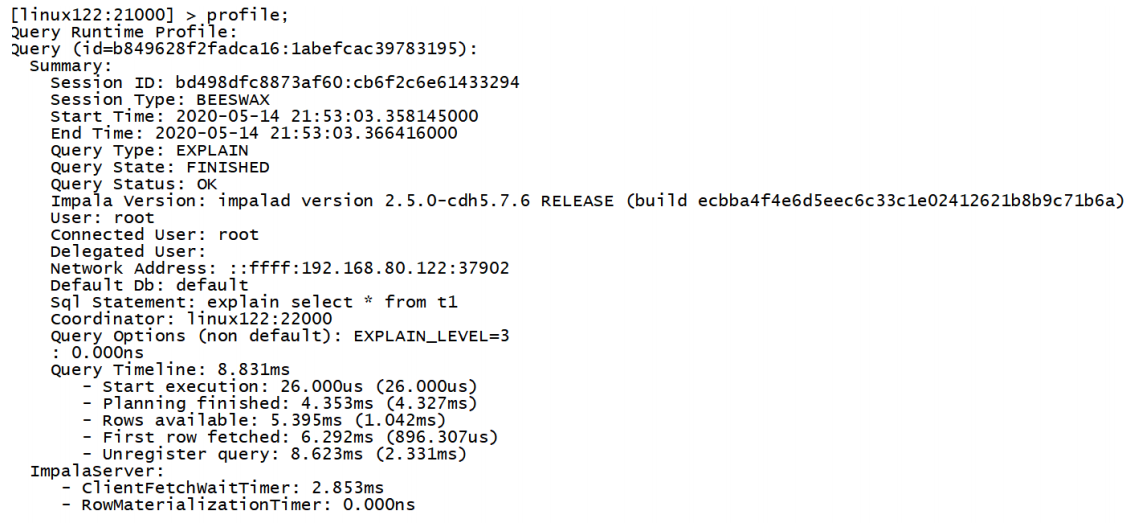 [linux122:21000] > profile;
Query Runtime Profile:
Query (id=b849628f2fadca16:1abefcac39783195):
Summary:
Session ID: bd498dfc8873af60:cb6f2c6e61433294
Session Type: BEESWAX
Start Time: 2020-05-14 21:53:03.358145000
End Time: 2020-05-14 21:53:03.366416000
Query Type: EXPLAIN
Query State: FINISHED
Query Status: OK
Impala Version: impalad version 2.5.0-cdh5.7.6 RELEASE (build ecbba4f4e6d5eec6c33c1e02412621b8b9c71b6a)
User: root
Connected User: root
Delegated User:
Network Address: ::ffff:192.168.80.122:37902
Default Db: default
Sql Statement: explain select * from t1
Coordinator: linux122:22000
Query Options (non default): EXPLAIN_LEVEL=3
: 0.000ns
Query Timeline: 8.831ms
- Start execution: 26.000us (26.000us)
- Planning finished: 4.353ms (4.327ms)
- Rows available: 5.395ms (1.042ms)
- First row fetched: 6.292ms (896.307us)
- Unregister query: 8.623ms (2.331ms)
ImpalaServer:
- ClientFetchWaitTimer: 2.853ms
- RowMaterializationTimer: 0.000ns